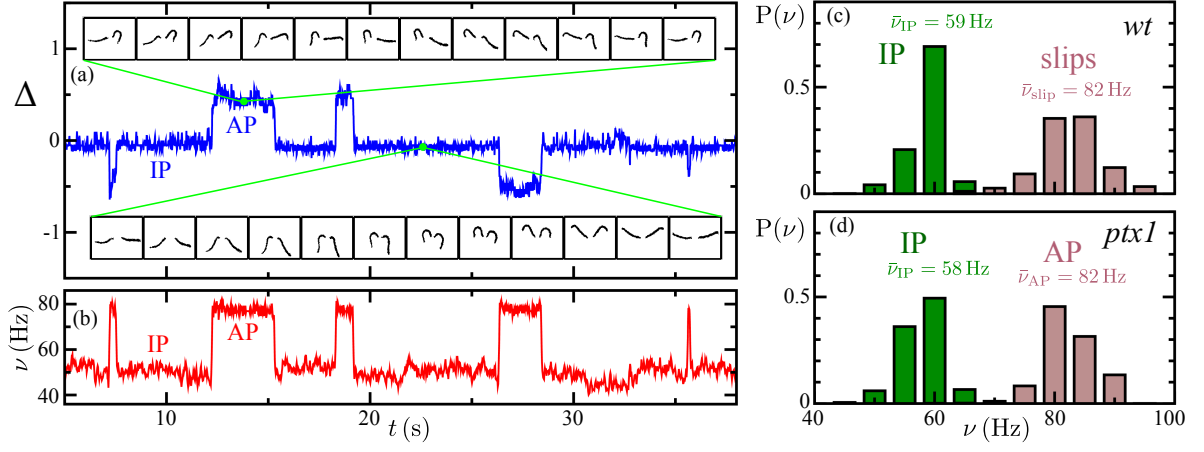 1
(a)
Δ
AP
0
IP
-1
80
(b)
AP
ν (Hz)
60
IP
40
10
20
30
t (s)
P(ν)
(c)
ν̄IP = 59 Hz
wt
IP
slips
ν̄slip = 82 Hz
0.5
0
P(ν)
(d)
ptx1
IP
AP
ν̄IP = 58 Hz
ν̄AP = 82 Hz
0.5
0
40
60
80
100
ν (Hz)